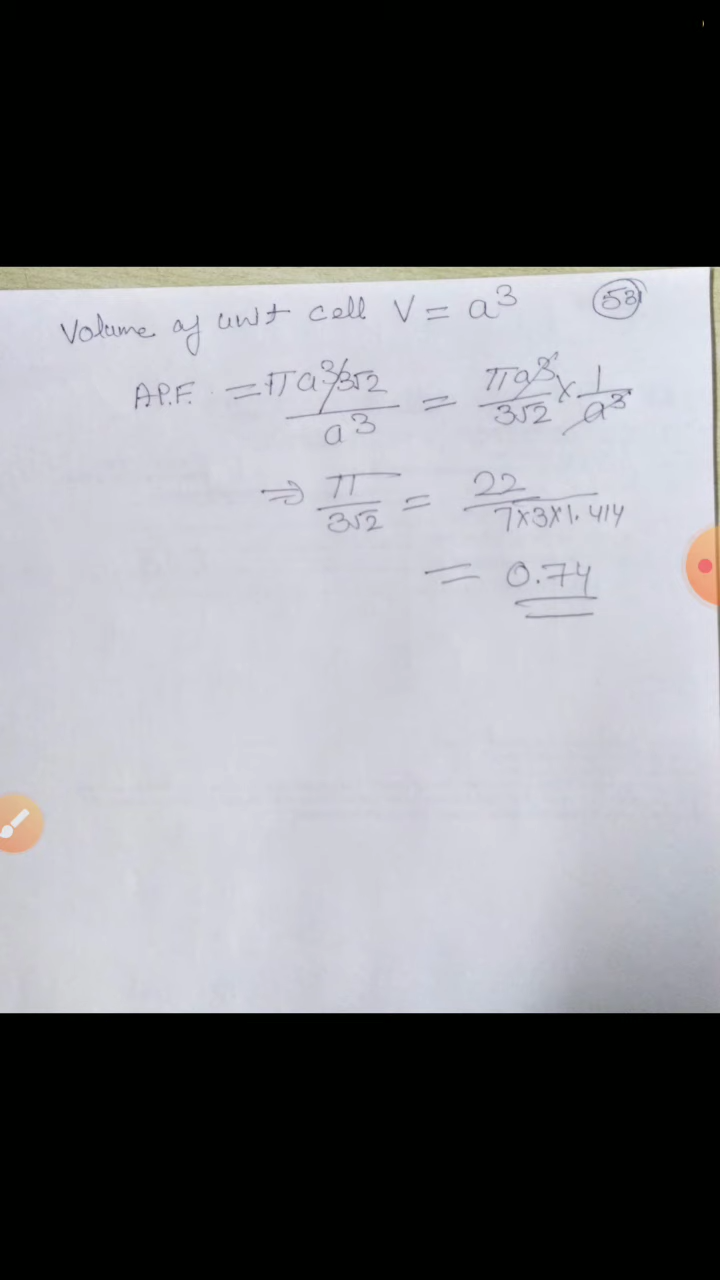 Volume of unit cell V = a³ (53)
A.P.F. = πa³/3√2 / a³ = πa³/3√2 × 1/a³
⇒ π/3√2 = 22/7×3×1.414
= 0.74